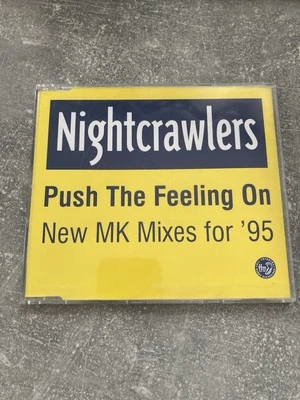 Nightcrawlers
Push The Feeling On
New MK Mixes for ’95